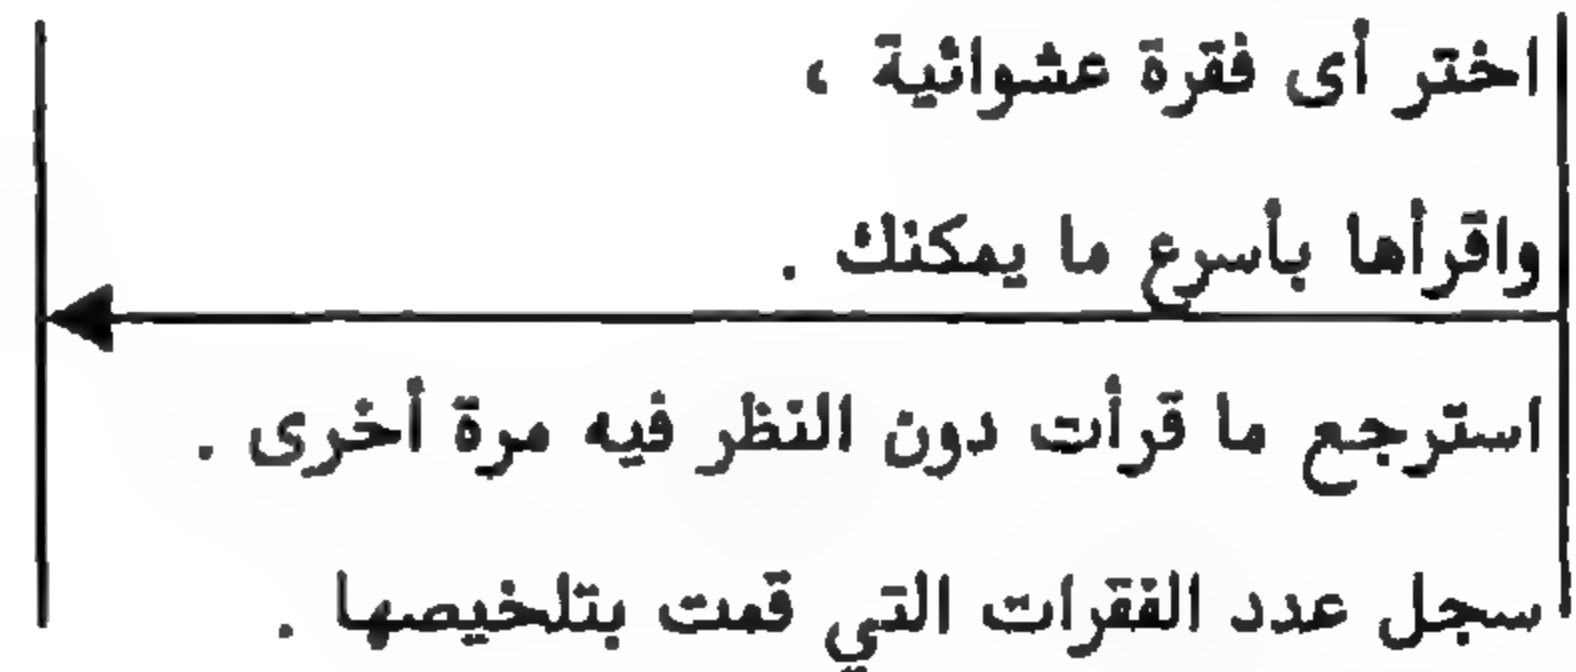 اختر أى فقرة عشوائية ،
واقرأها بأسرع ما يمكنك .
استرجع ما قرأت دون النظر فيه مرة أخرى .
سجل عدد الفقرات التي قمت بتلخيصها .